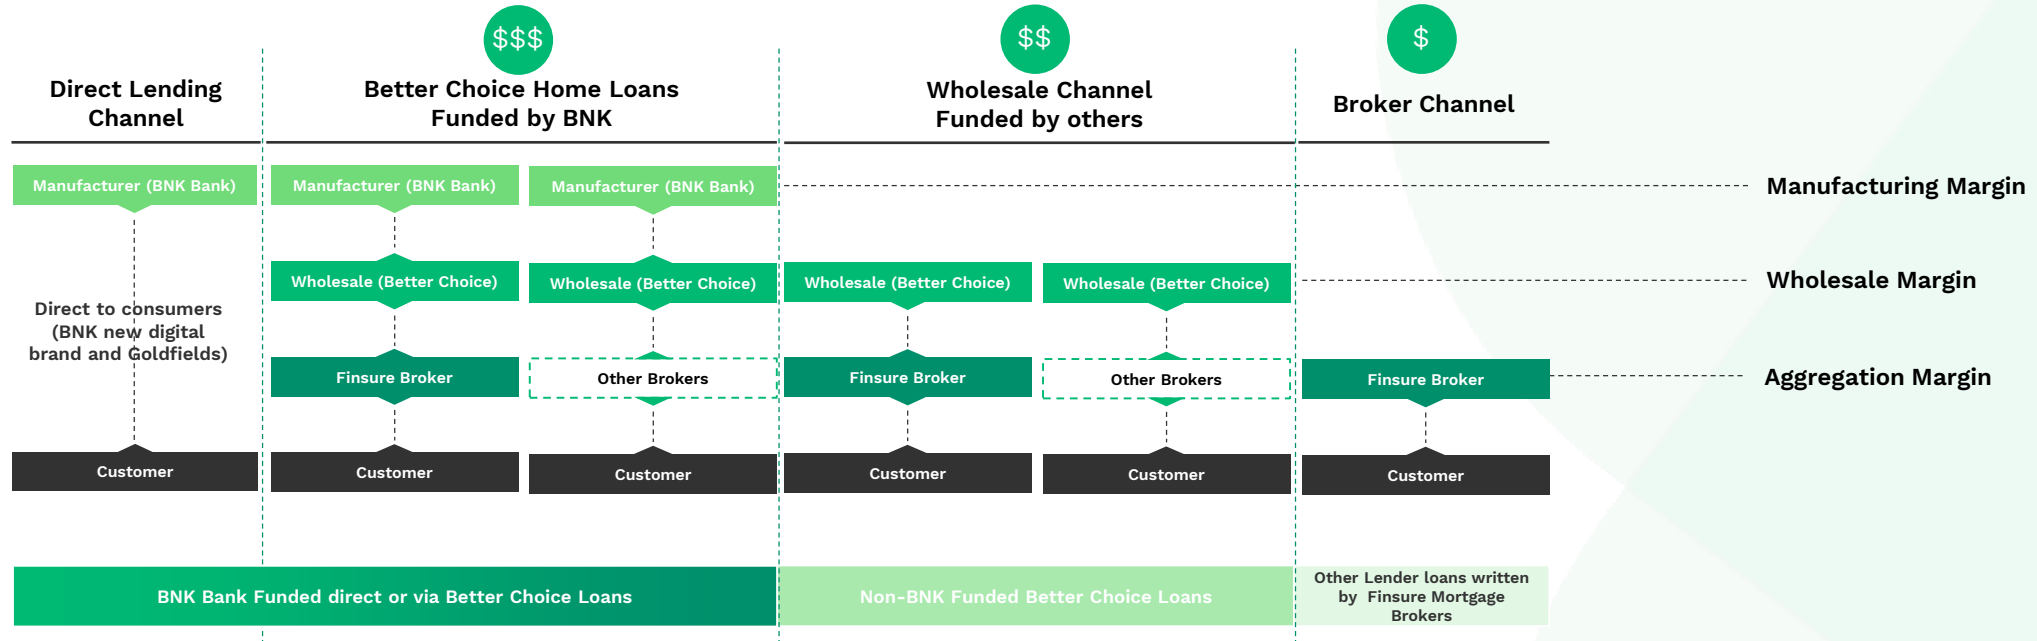 $$$
$$
$
Direct Lending
Channel
Better Choice Home Loans
Funded by BNK
Wholesale Channel
Funded by others
Broker Channel
Manufacturer (BNK Bank)
Manufacturer (BNK Bank)
Manufacturer (BNK Bank)
Manufacturing Margin
Wholesale (Better Choice)
Wholesale (Better Choice)
Wholesale (Better Choice)
Wholesale (Better Choice)
Wholesale Margin
Direct to consumers
(BNK new digital
brand and Goldfields)
Finsure Broker
Other Brokers
Finsure Broker
Other Brokers
Finsure Broker
Aggregation Margin
Customer
Customer
Customer
Customer
Customer
Customer
BNK Bank Funded direct or via Better Choice Loans
Non-BNK Funded Better Choice Loans
Other Lender loans written
by Finsure Mortgage
Brokers